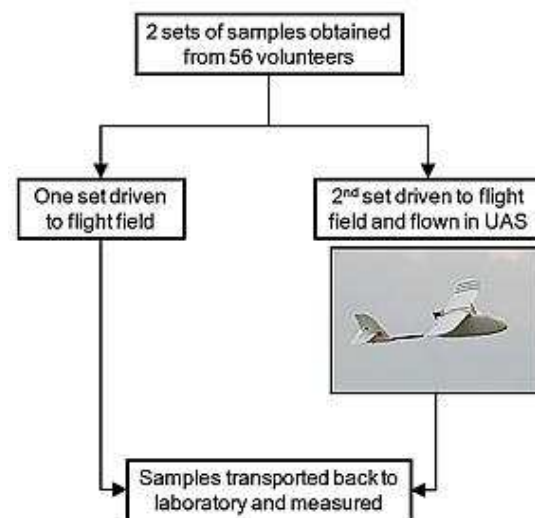 2 sets of samples obtained
from 56 volunteers
One set driven
to flight field
2nd set driven to flight
field and flown in UAS
Samples transported back to
laboratory and measured